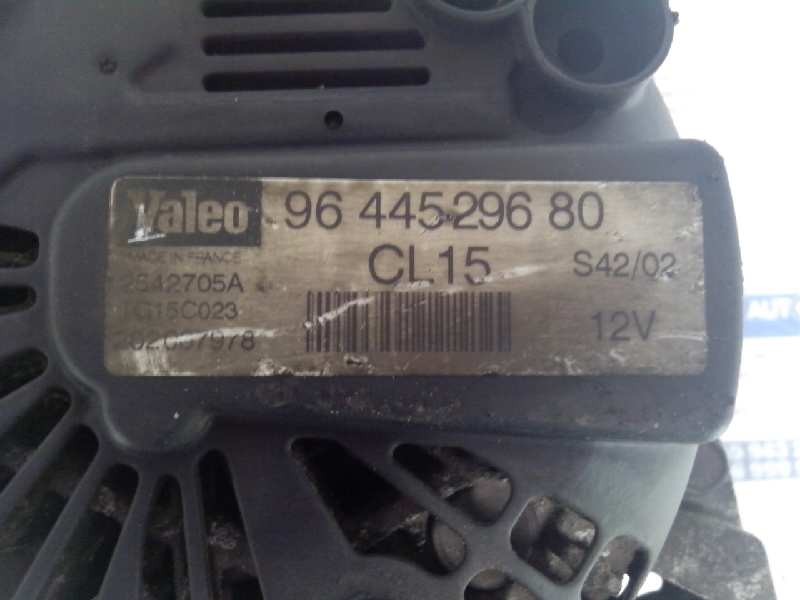 Valeo 96 445296 80
MADE IN FRANCE CL15 S42/02
2542705A
TG15C023
12V